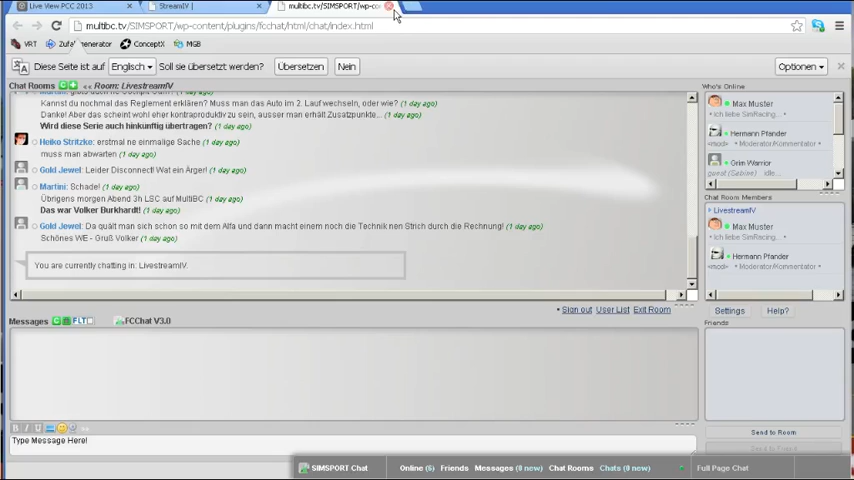 Live View PCC 2013
StreamIV |
multibc.tv/SIMSPORT/wp-co
multibc.tv/SIMSPORT/wp-content/plugins/fcchat/html/chat/index.html
VRT
ConceptX
MGB
Diese Seite ist auf
Englisch
Soll sie übersetzt werden?
Übersetzen
Nein
Optionen
Chat Rooms
<< Room: LivestreamIV
Kannst du nochmal das Reglement erklären? Muss man das Auto im 2. Lauf wechseln, oder wie? (1 day ago)
Danke! Aber das scheint wohl eher kontraproduktiv zu sein, ausser man erhält Zusatzpunkte... (1 day ago)
Wird diese Serie auch hinkünftig übertragen? (1 day ago)
Heiko Stritzke: erstmal ne einmalige Sache (1 day ago)
muss man abwarten (1 day ago)
Gold Jewel: Leider Disconnect! Wat ein Ärger! (1 day ago)
Martini: Schade! (1 day ago)
Übrigens morgen Abend 3h LSC auf MultiBC (1 day ago)
Das war Volker Burkhardt! (1 day ago)
Gold Jewel: Da quält man sich schon so mit dem Alfa und dann macht einem noch die Technik nen Strich durch die Rechnung! (1 day ago)
Schönes WE - Gruß Volker (1 day ago)
You are currently chatting in: LivestreamIV.
Who's Online
Max Muster
Ich liebe SimRacing...
Hermann Pfander
<mod> • Moderator/Kommentator •
Grim Warrior
guest (Sabine) idle...
Chat Room Members
LivestreamIV
Max Muster
Ich liebe SimRacing...
Hermann Pfander
<mod> • Moderator/Kommentator •
• Sign out User List Exit Room
Settings
Help?
Messages
FLT
FCChat V3.0
Friends
B I U
Type Message Here!
Send to Room
Send to Friend
SIMSPORT Chat
Online (6)
Friends
Messages (0 new)
Chat Rooms
Chats (0 new)
Full Page Chat